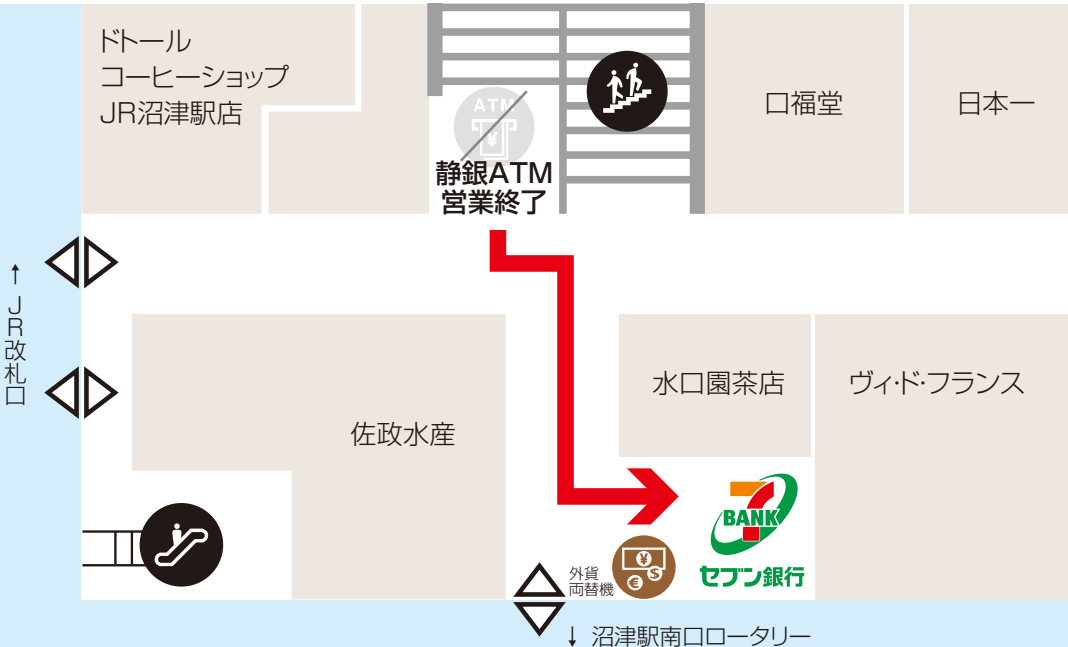 ドトール
コーヒーショップ
JR沼津駅店
ATM
¥
静銀ATM
営業終了
口福堂
日本一
↑JR改札口
佐政水産
水口園茶店
ヴィ・ド・フランス
7
BANK
セブン銀行
外貨
両替機
¥
$
€
↓ 沼津駅南口ロータリー